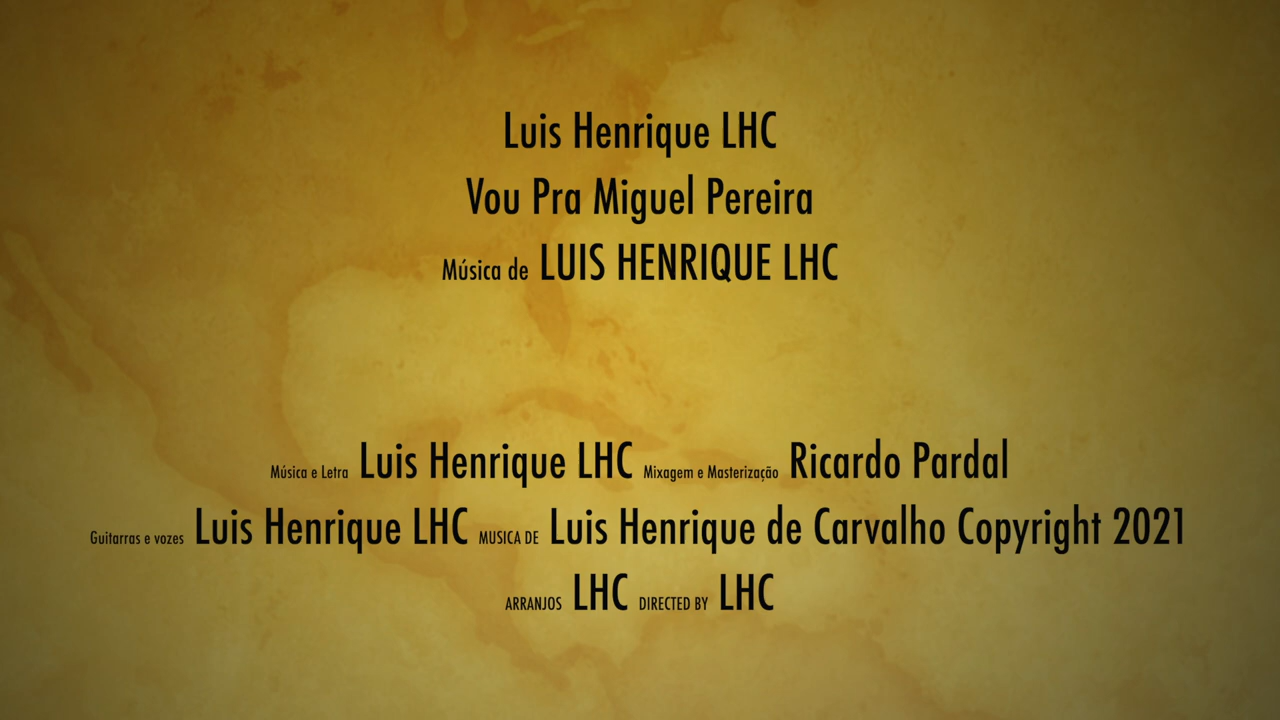 Luis Henrique LHC
Vou Pra Miguel Pereira
Música de LUIS HENRIQUE LHC
Música e Letra Luis Henrique LHC Mixagem e Masterização Ricardo Pardal
Guitarras e vozes Luis Henrique LHC MUSICA DE Luis Henrique de Carvalho Copyright 2021
ARRANJOS LHC DIRECTED BY LHC